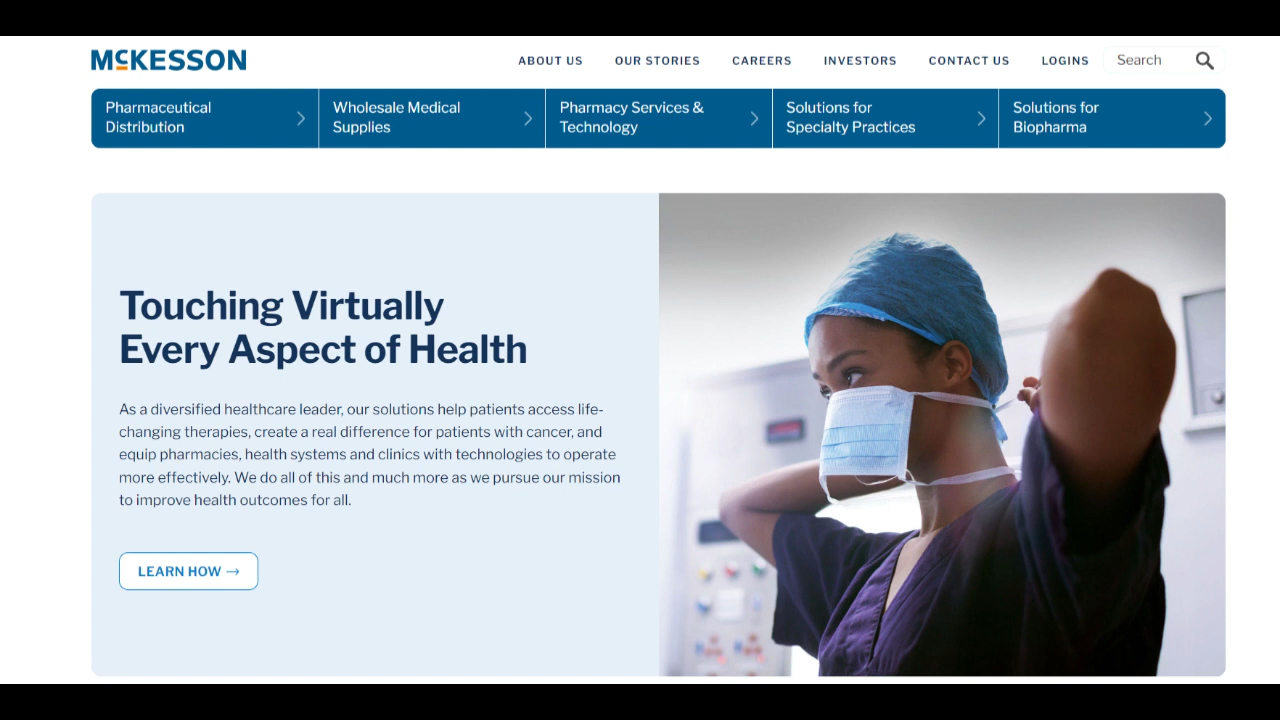 McKESSON
ABOUT US OUR STORIES CAREERS INVESTORS CONTACT US LOGINS Search
Pharmaceutical
Distribution
Wholesale Medical
Supplies
Pharmacy Services &
Technology
Solutions for
Specialty Practices
Solutions for
Biopharma
Touching Virtually
Every Aspect of Health
As a diversified healthcare leader, our solutions help patients access life-
changing therapies, create a real difference for patients with cancer, and
equip pharmacies, health systems and clinics with technologies to operate
more effectively. We do all of this and much more as we pursue our mission
to improve health outcomes for all.
LEARN HOW →